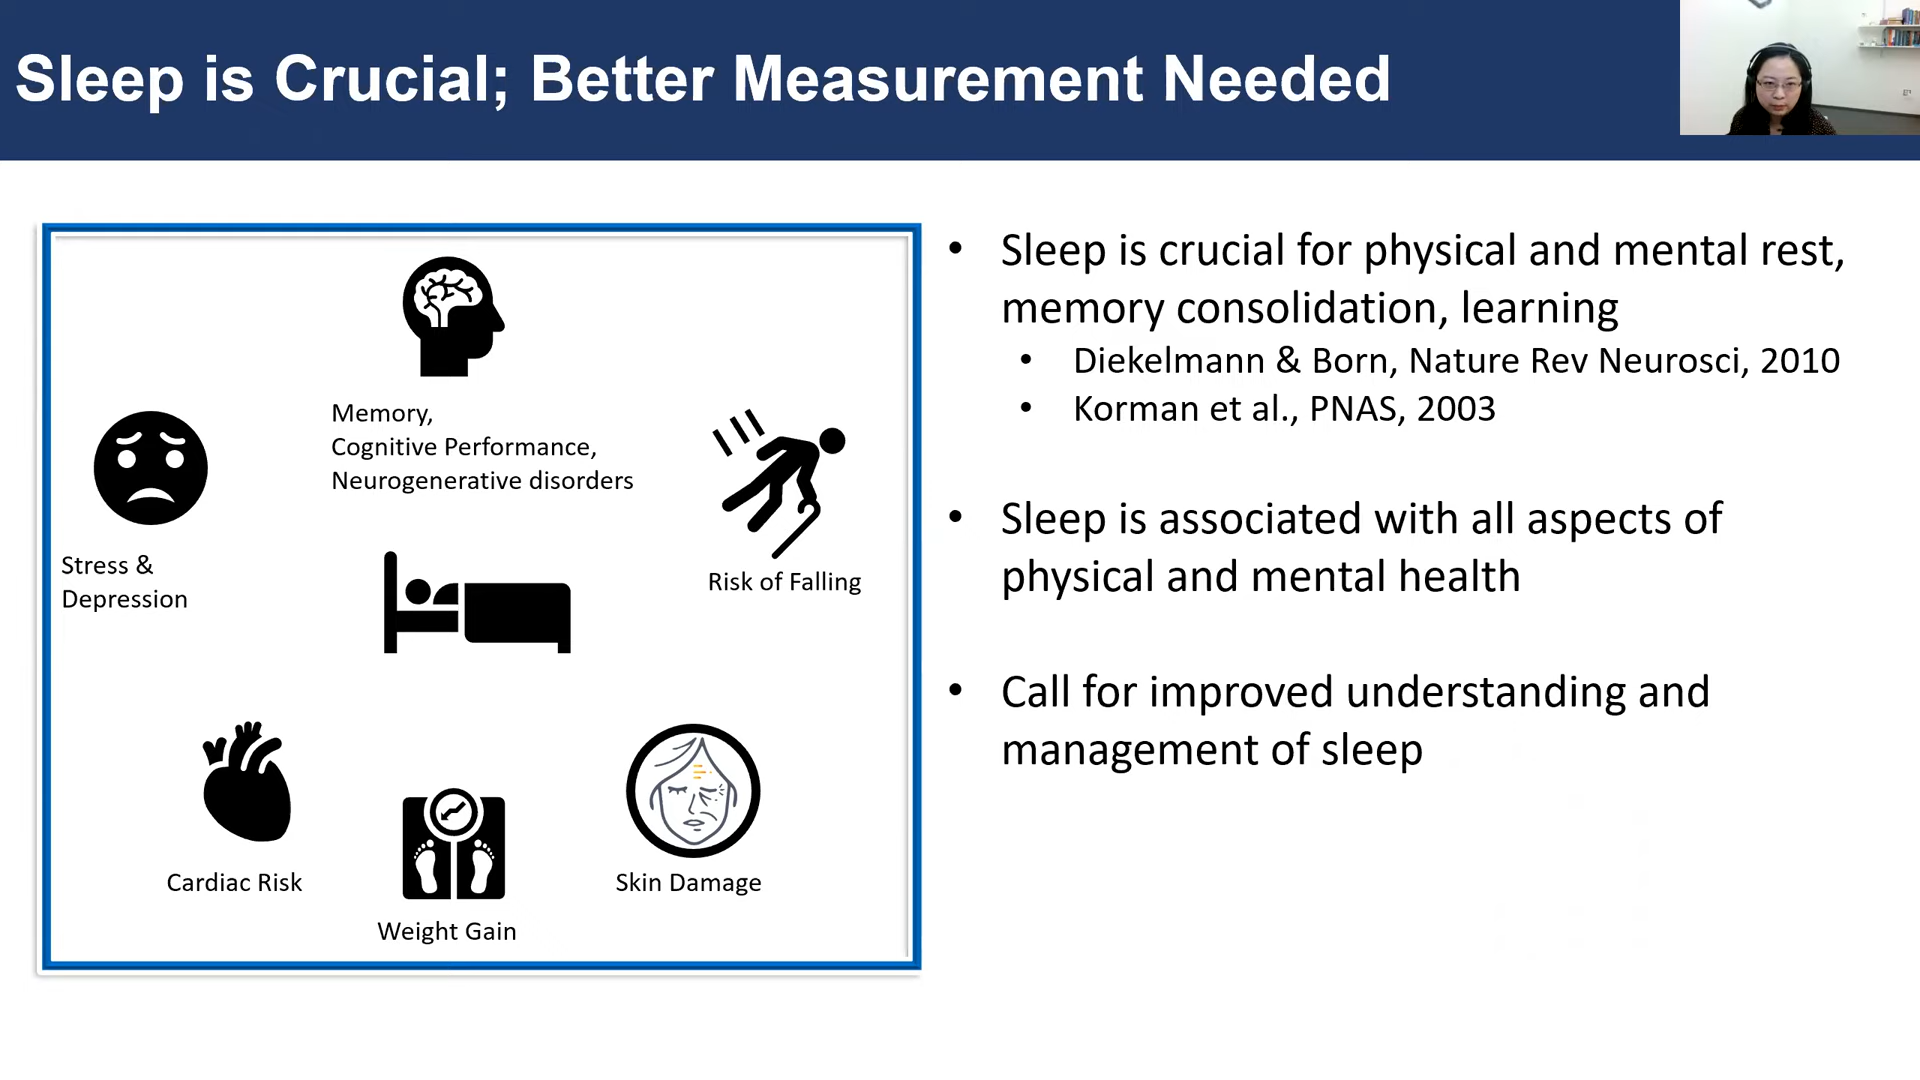 Sleep is Crucial; Better Measurement Needed
Memory,
Cognitive Performance,
Neurogenerative disorders
Stress &
Depression
Risk of Falling
Cardiac Risk
Weight Gain
Skin Damage
• Sleep is crucial for physical and mental rest,
memory consolidation, learning
• Diekelmann & Born, Nature Rev Neurosci, 2010
• Korman et al., PNAS, 2003
• Sleep is associated with all aspects of
physical and mental health
• Call for improved understanding and
management of sleep